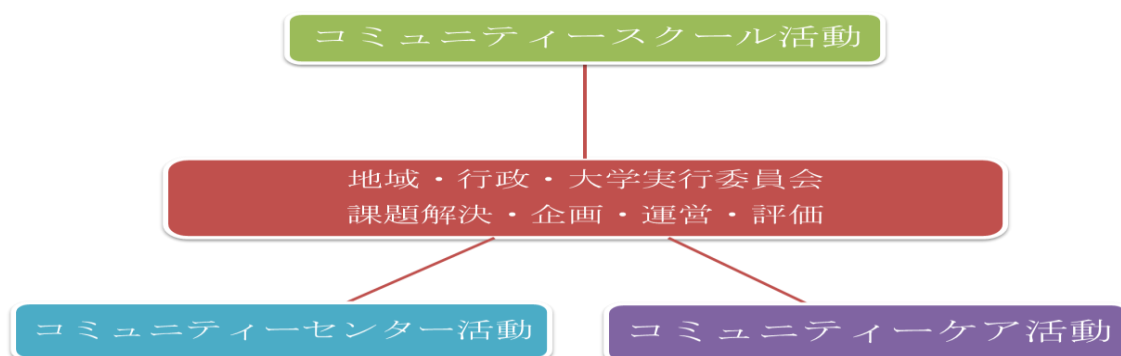 コミュニティースクール活動
地域・行政・大学実行委員会
課題解決・企画・運営・評価
コミュニティーセンター活動
コミュニティーケア活動